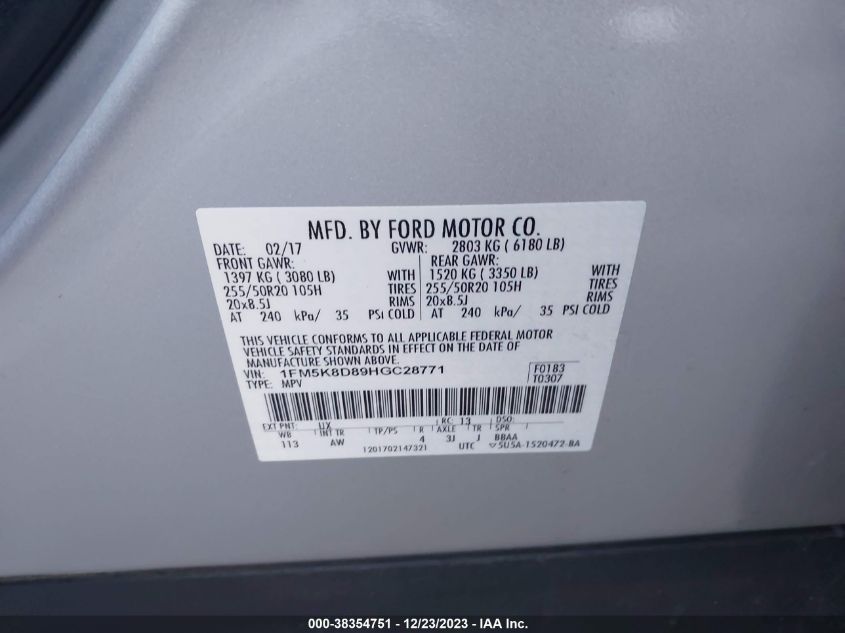 MFD. BY FORD MOTOR CO.
DATE: 02/17 GVWR: 2803 KG ( 6180 LB)
FRONT GAWR: REAR GAWR:
1397 KG ( 3080 LB) WITH 1520 KG ( 3350 LB) WITH
255/50R20 105H TIRES 255/50R20 105H TIRES
20x8.5J RIMS 20x8.5J RIMS
AT 240 kPa/ 35 PSI COLD AT 240 kPa/ 35 PSI COLD
THIS VEHICLE CONFORMS TO ALL APPLICABLE FEDERAL MOTOR
VEHICLE SAFETY STANDARDS IN EFFECT ON THE DATE OF
MANUFACTURE SHOWN ABOVE.
VIN: 1FM5K8D89HGC28771 F0183
TYPE: MPV T0307
EXT PNT: UX RC: 13 DSO:
WB INT TR TP/PS R AXLE TR SPR
113 AW 4 3J J BBAA
120170214732​1 UTC ▽5U5A-1520472-BA
000-38354751 - 12/23/2023 - IAA Inc.